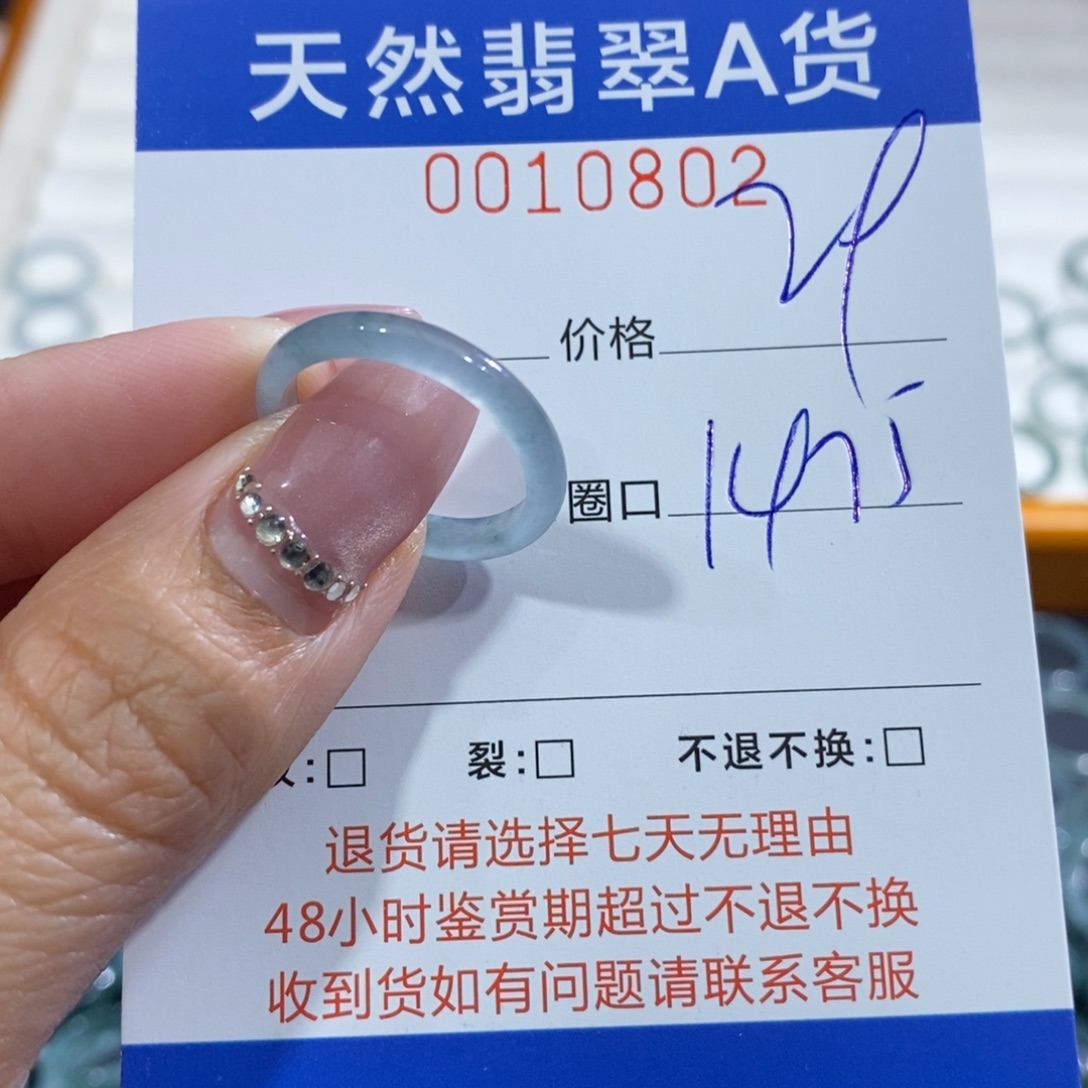 天然翡翠A货
0010802
价格
圈口
裂:□ 不退不换:□
退货请选择七天无理由
48小时鉴赏期超过不退不换
收到货如有问题请联系客服